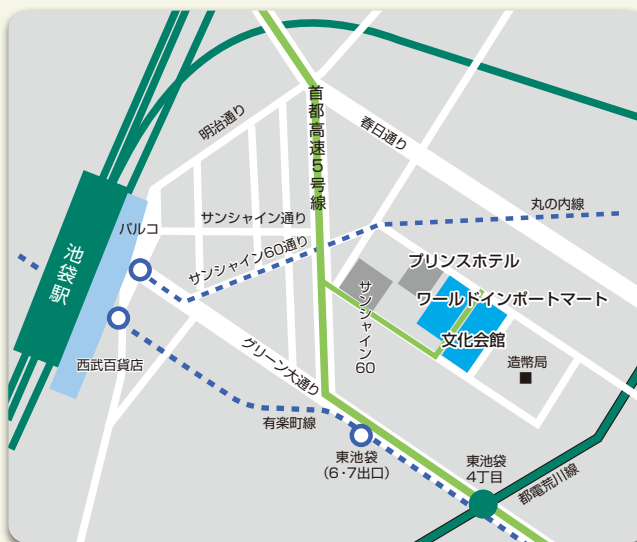 首都高速5号線
明治通り
春日通り
丸の内線
パルコ
サンシャイン通り
サンシャイン60通り
池袋駅
プリンスホテル
ワールドインポートマート
サンシャイン60
文化会館
造幣局
西武百貨店
グリーン大通り
有楽町線
東池袋
(6・7出口)
東池袋
4丁目
都電荒川線